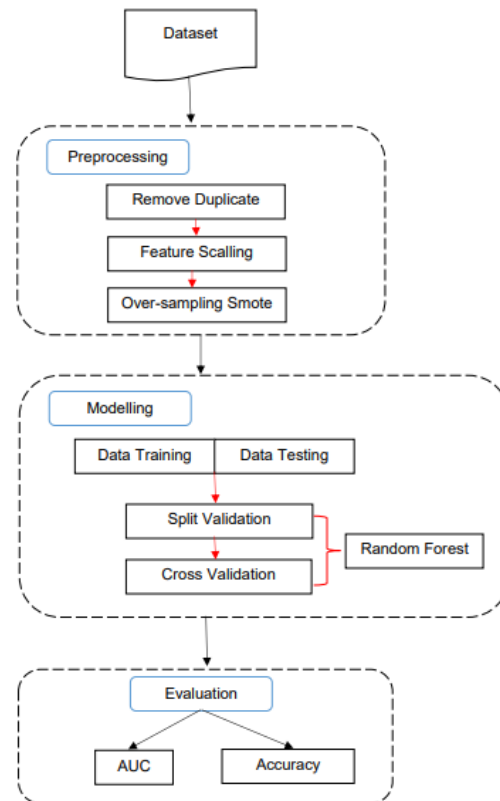 Dataset
Preprocessing
Remove Duplicate
Feature Scalling
Over-sampling Smote
Modelling
Data Training
Data Testing
Split Validation
Random Forest
Cross Validation
Evaluation
AUC
Accuracy